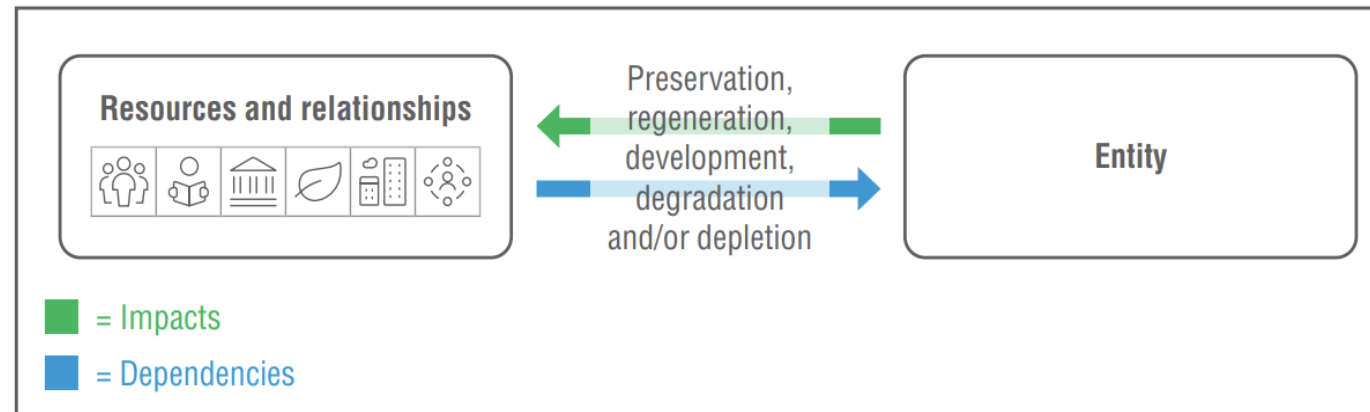 Resources and relationships
Preservation,
regeneration,
development,
degradation
and/or depletion
Entity
= Impacts
= Dependencies